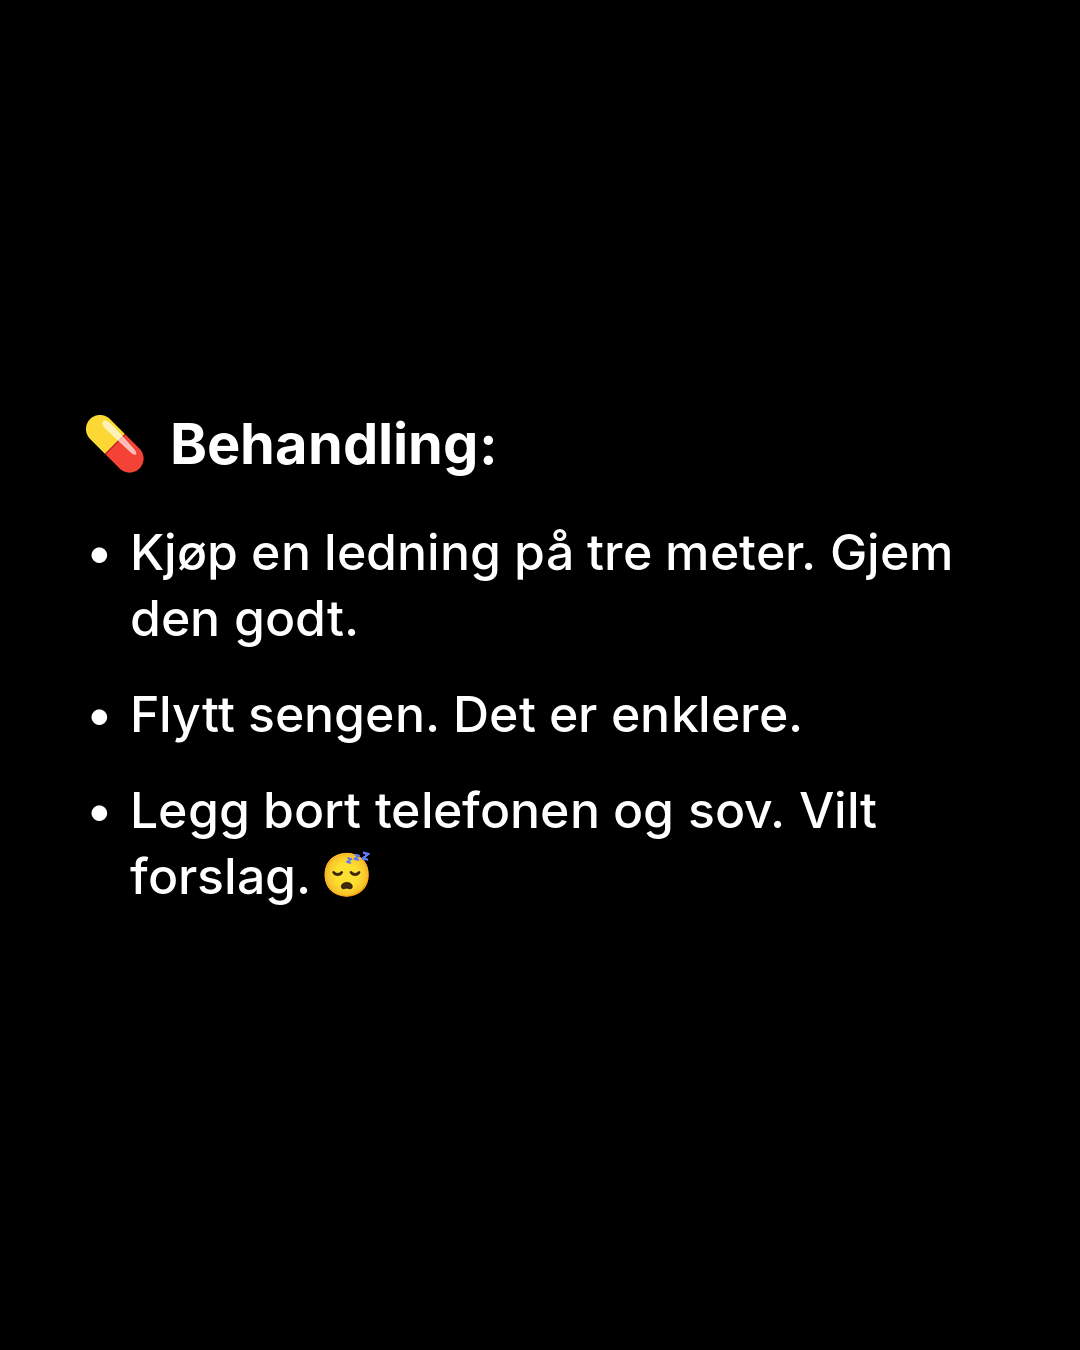 💊 Behandling:
• Kjøp en ledning på tre meter. Gjem
den godt.
• Flytt sengen. Det er enklere.
• Legg bort telefonen og sov. Vilt
forslag. 😴